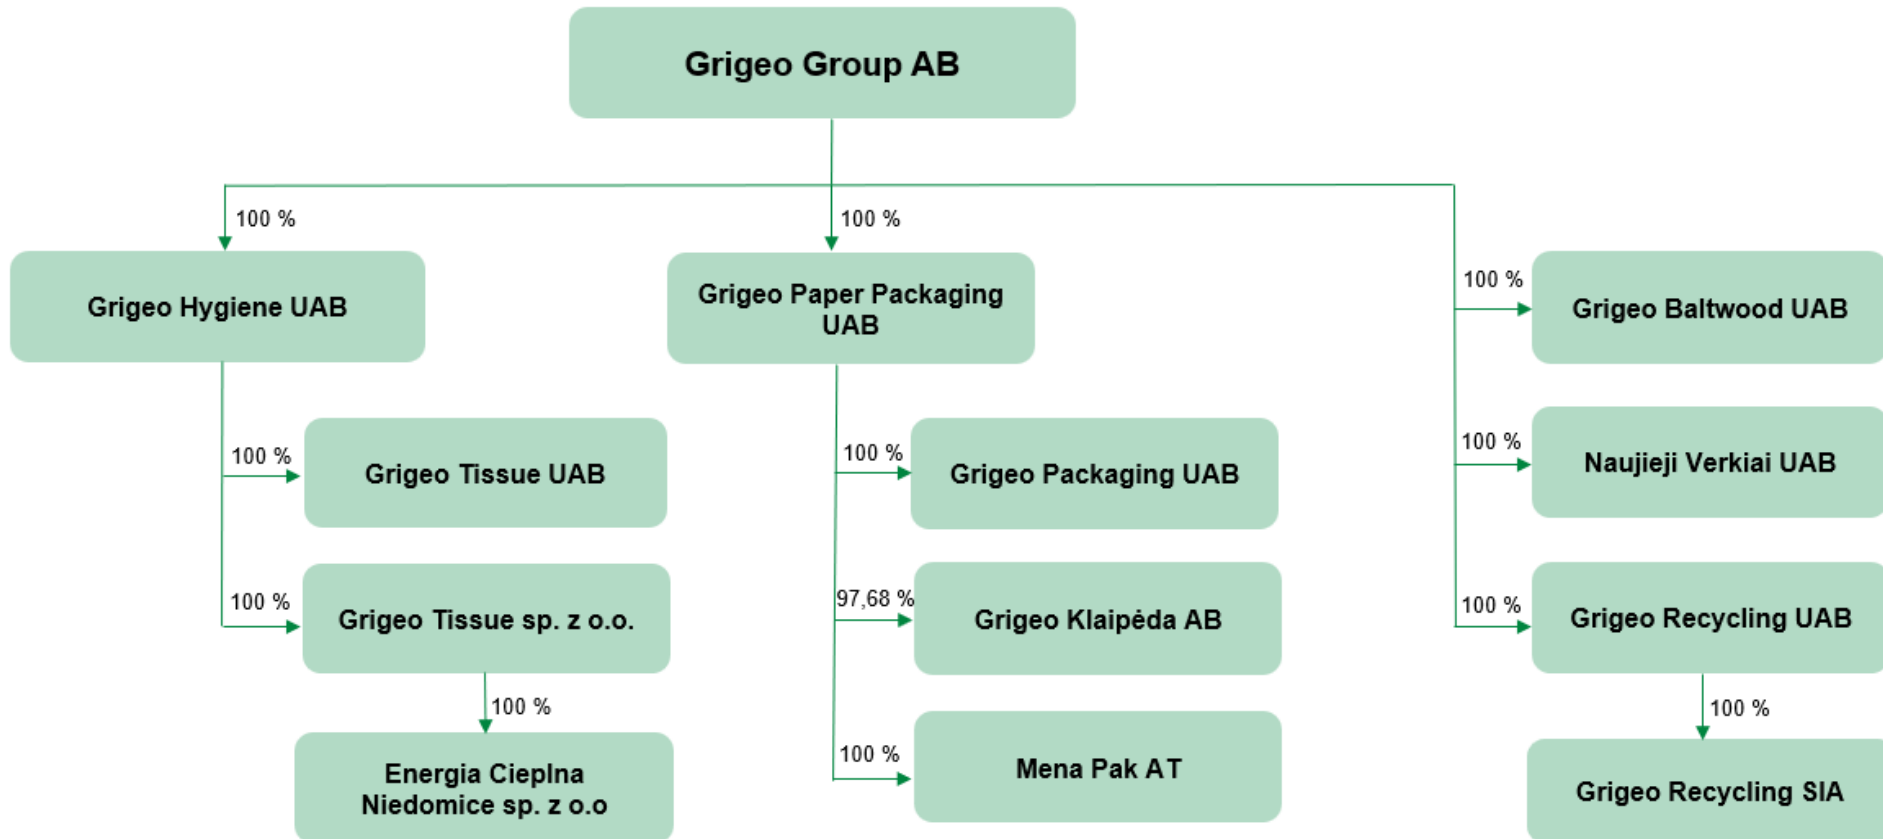 Grigeo Group AB
100 %
100 %
Grigeo Hygiene UAB
Grigeo Paper Packaging
UAB
100 %
Grigeo Baltwood UAB
100 %
Grigeo Tissue UAB
100 %
Grigeo Packaging UAB
100 %
Naujieji Verkiai UAB
100 %
Grigeo Tissue sp. z o.o.
97,68 %
Grigeo Klaipėda AB
100 %
Grigeo Recycling UAB
100 %
Energia Cieplna
Niedomice sp. z o.o
100 %
Mena Pak AT
100 %
Grigeo Recycling SIA